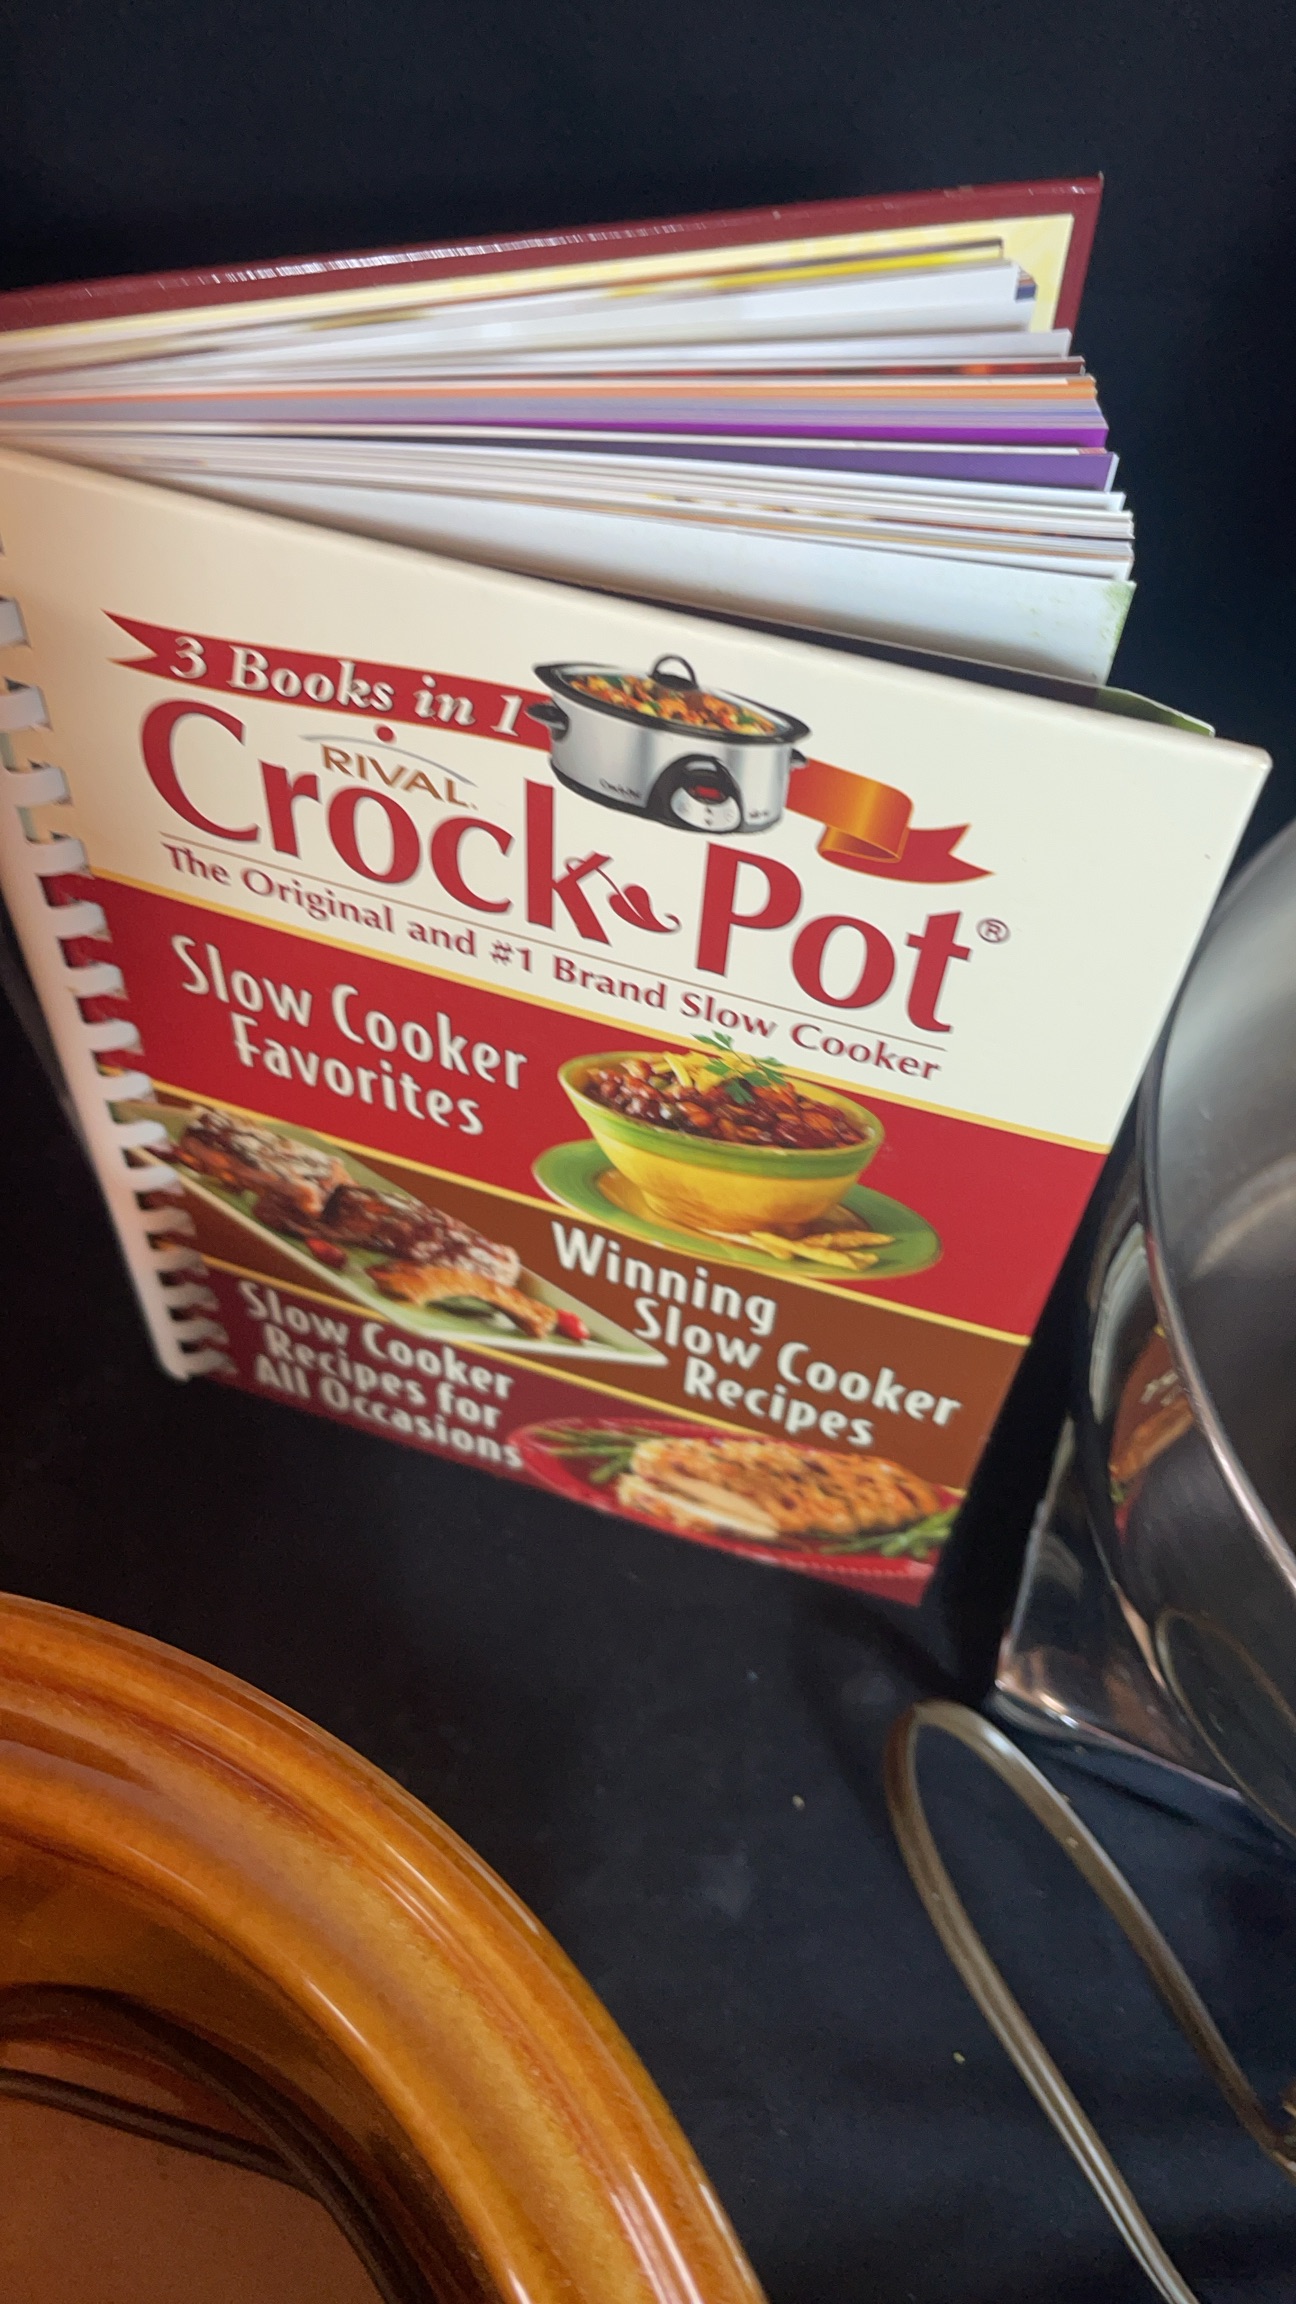 3 Books in 1
RIVAL.
Crock Pot®
The Original and #1 Brand Slow Cooker
Slow Cooker
Favorites
Winning
Slow Cooker
Recipes
Slow Cooker
Recipes for
All Occasions